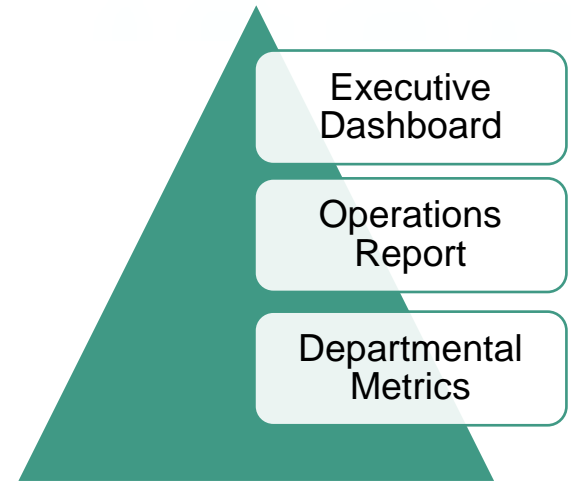 Executive
Dashboard
Operations
Report
Departmental
Metrics